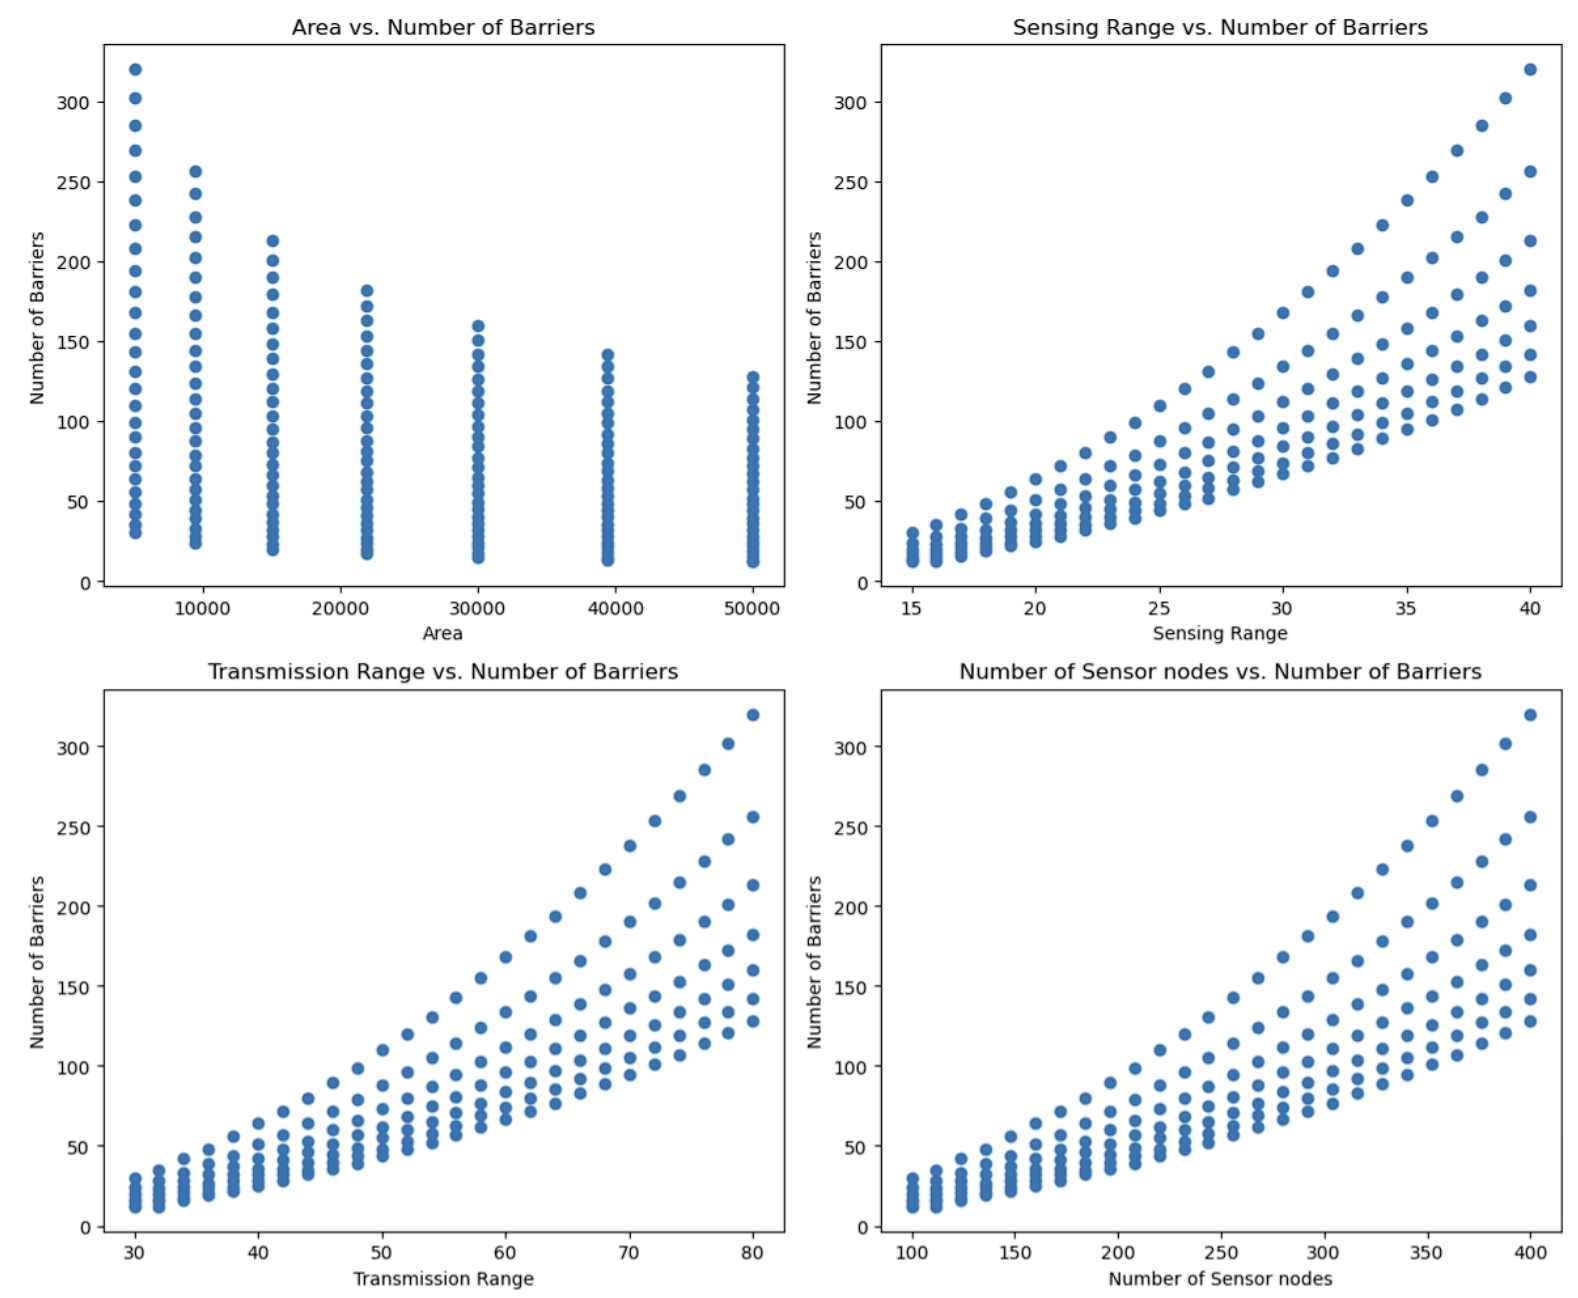 Area vs. Number of Barriers
Number of Barriers
300
250
200
150
100
50
0
10000 20000 30000 40000 50000
Area
Sensing Range vs. Number of Barriers
Number of Barriers
300
250
200
150
100
50
0
15 20 25 30 35 40
Sensing Range
Transmission Range vs. Number of Barriers
Number of Barriers
300
250
200
150
100
50
0
30 40 50 60 70 80
Transmission Range
Number of Sensor nodes vs. Number of Barriers
Number of Barriers
300
250
200
150
100
50
0
100 150 200 250 300 350 400
Number of Sensor nodes